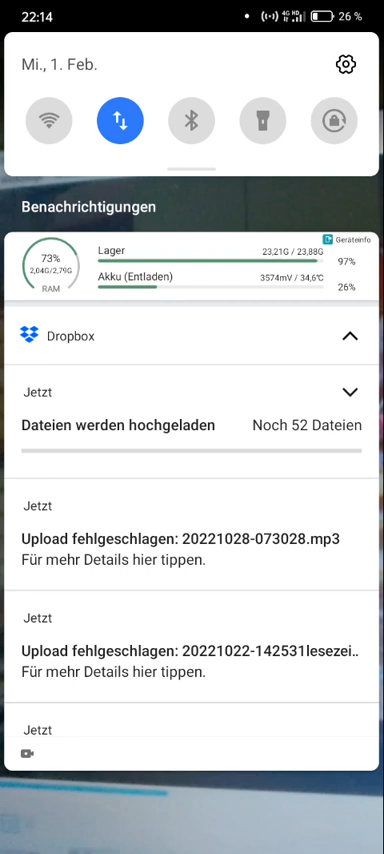 22:14
4G HD
26 %
Mi., 1. Feb.
Benachrichtigungen
Geräteinfo
73%
2,04G/2,79G
RAM
Lager
23,21G / 23,88G
97%
Akku (Entladen)
3574mV / 34,6℃
26%
Dropbox
Jetzt
Dateien werden hochgeladen
Noch 52 Dateien
Jetzt
Upload fehlgeschlagen: 20221028-073028.mp3
Für mehr Details hier tippen.
Jetzt
Upload fehlgeschlagen: 20221022-142531lesezei..
Für mehr Details hier tippen.
Jetzt